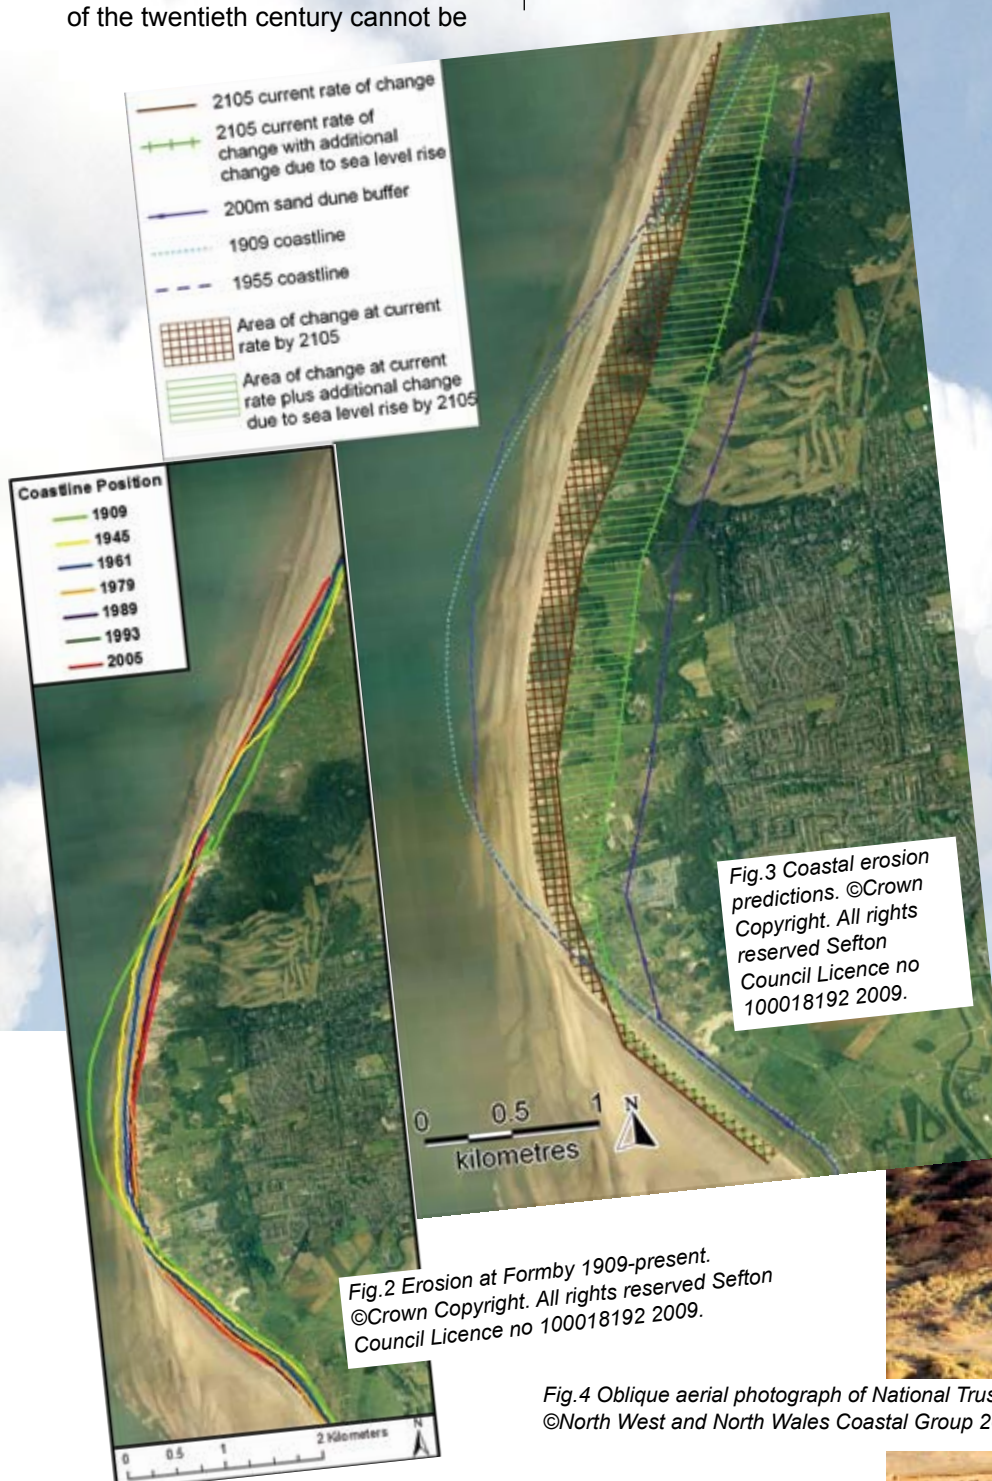 of the twentieth century cannot be
2105 current rate of change
2105 current rate of
change with additional
change due to sea level rise
200m sand dune buffer
1909 coastline
1955 coastline
Area of change at current
rate by 2105
Area of change at current
rate plus additional change
due to sea level rise by 2105
Coastline Position
1909
1945
1961
1979
1989
1993
2005
Fig.3 Coastal erosion
predictions. ©Crown
Copyright. All rights
reserved Sefton
Council Licence no
100018192 2009.
0 0.5 1 N
kilometres
Fig.2 Erosion at Formby 1909-present.
©Crown Copyright. All rights reserved Sefton
Council Licence no 100018192 2009.
0 0.5 1 2 Kilometers N
Fig.4 Oblique aerial photograph of National Trus
©North West and North Wales Coastal Group 2